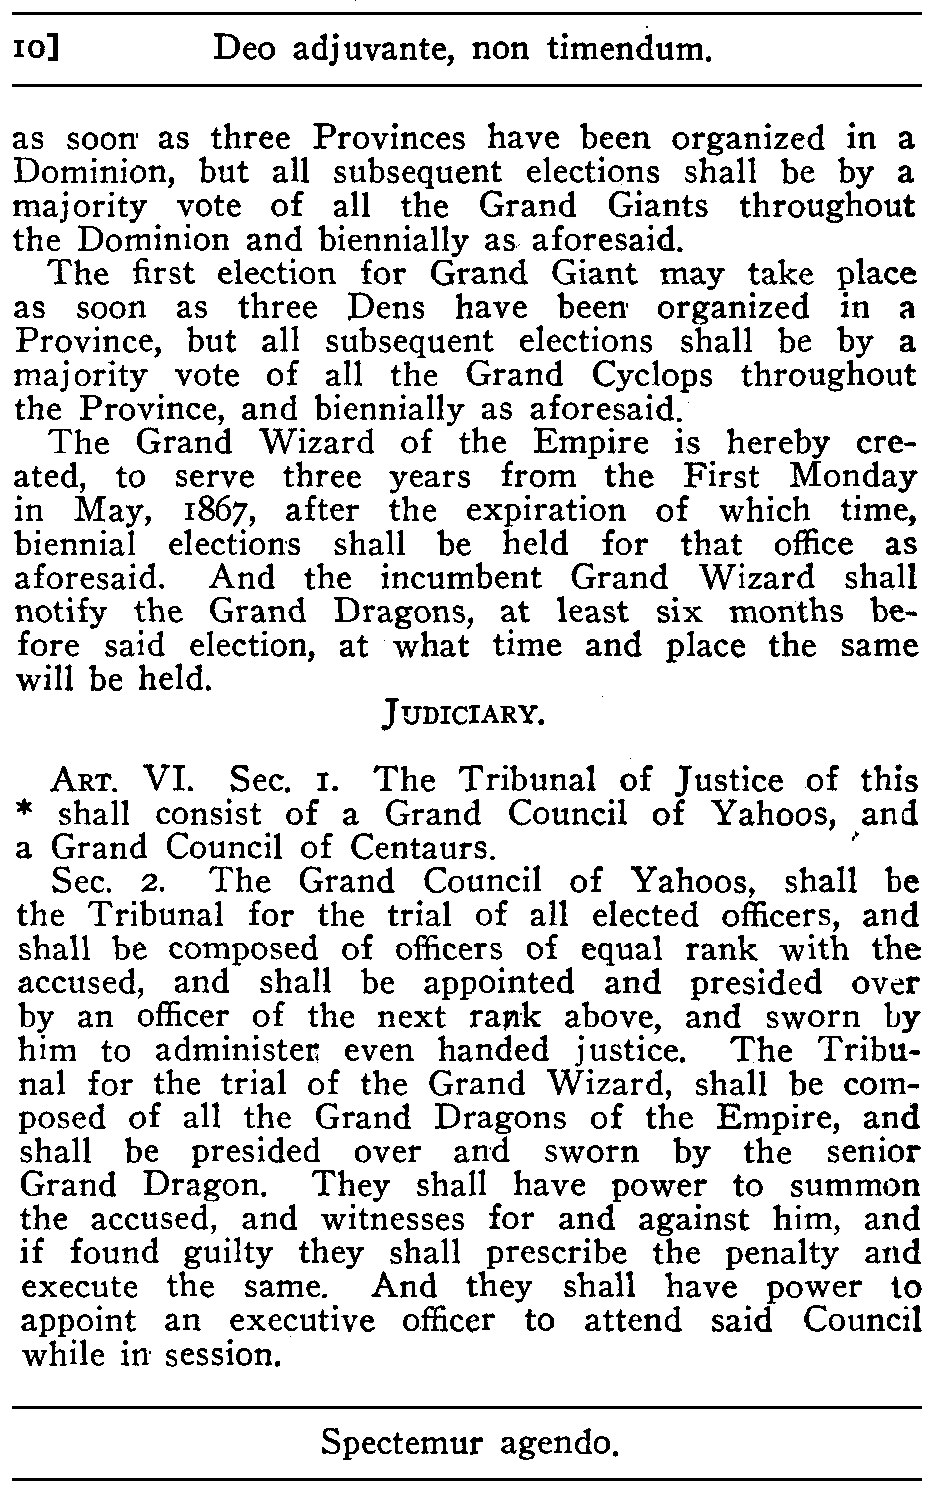 10] Deo adjuvante, non timendum.
as soon as three Provinces have been organized in a
Dominion, but all subsequent elections shall be by a
majority vote of all the Grand Giants throughout
the Dominion and biennially as aforesaid.
The first election for Grand Giant may take place
as soon as three Dens have been organized in a
Province, but all subsequent elections shall be by a
majority vote of all the Grand Cyclops throughout
the Province, and biennially as aforesaid.
The Grand Wizard of the Empire is hereby cre-
ated, to serve three years from the First Monday
in May, 1867, after the expiration of which time,
biennial elections shall be held for that office as
aforesaid. And the incumbent Grand Wizard shall
notify the Grand Dragons, at least six months be-
fore said election, at what time and place the same
will be held.
JUDICIARY.
ART. VI. Sec. 1. The Tribunal of Justice of this
* shall consist of a Grand Council of Yahoos, and
a Grand Council of Centaurs.
Sec. 2. The Grand Council of Yahoos, shall be
the Tribunal for the trial of all elected officers, and
shall be composed of officers of equal rank with the
accused, and shall be appointed and presided over
by an officer of the next rank above, and sworn by
him to administer even handed justice. The Tribu-
nal for the trial of the Grand Wizard, shall be com-
posed of all the Grand Dragons of the Empire, and
shall be presided over and sworn by the senior
Grand Dragon. They shall have power to summon
the accused, and witnesses for and against him, and
if found guilty they shall prescribe the penalty and
execute the same. And they shall have power to
appoint an executive officer to attend said Council
while in session.
Spectemur agendo.